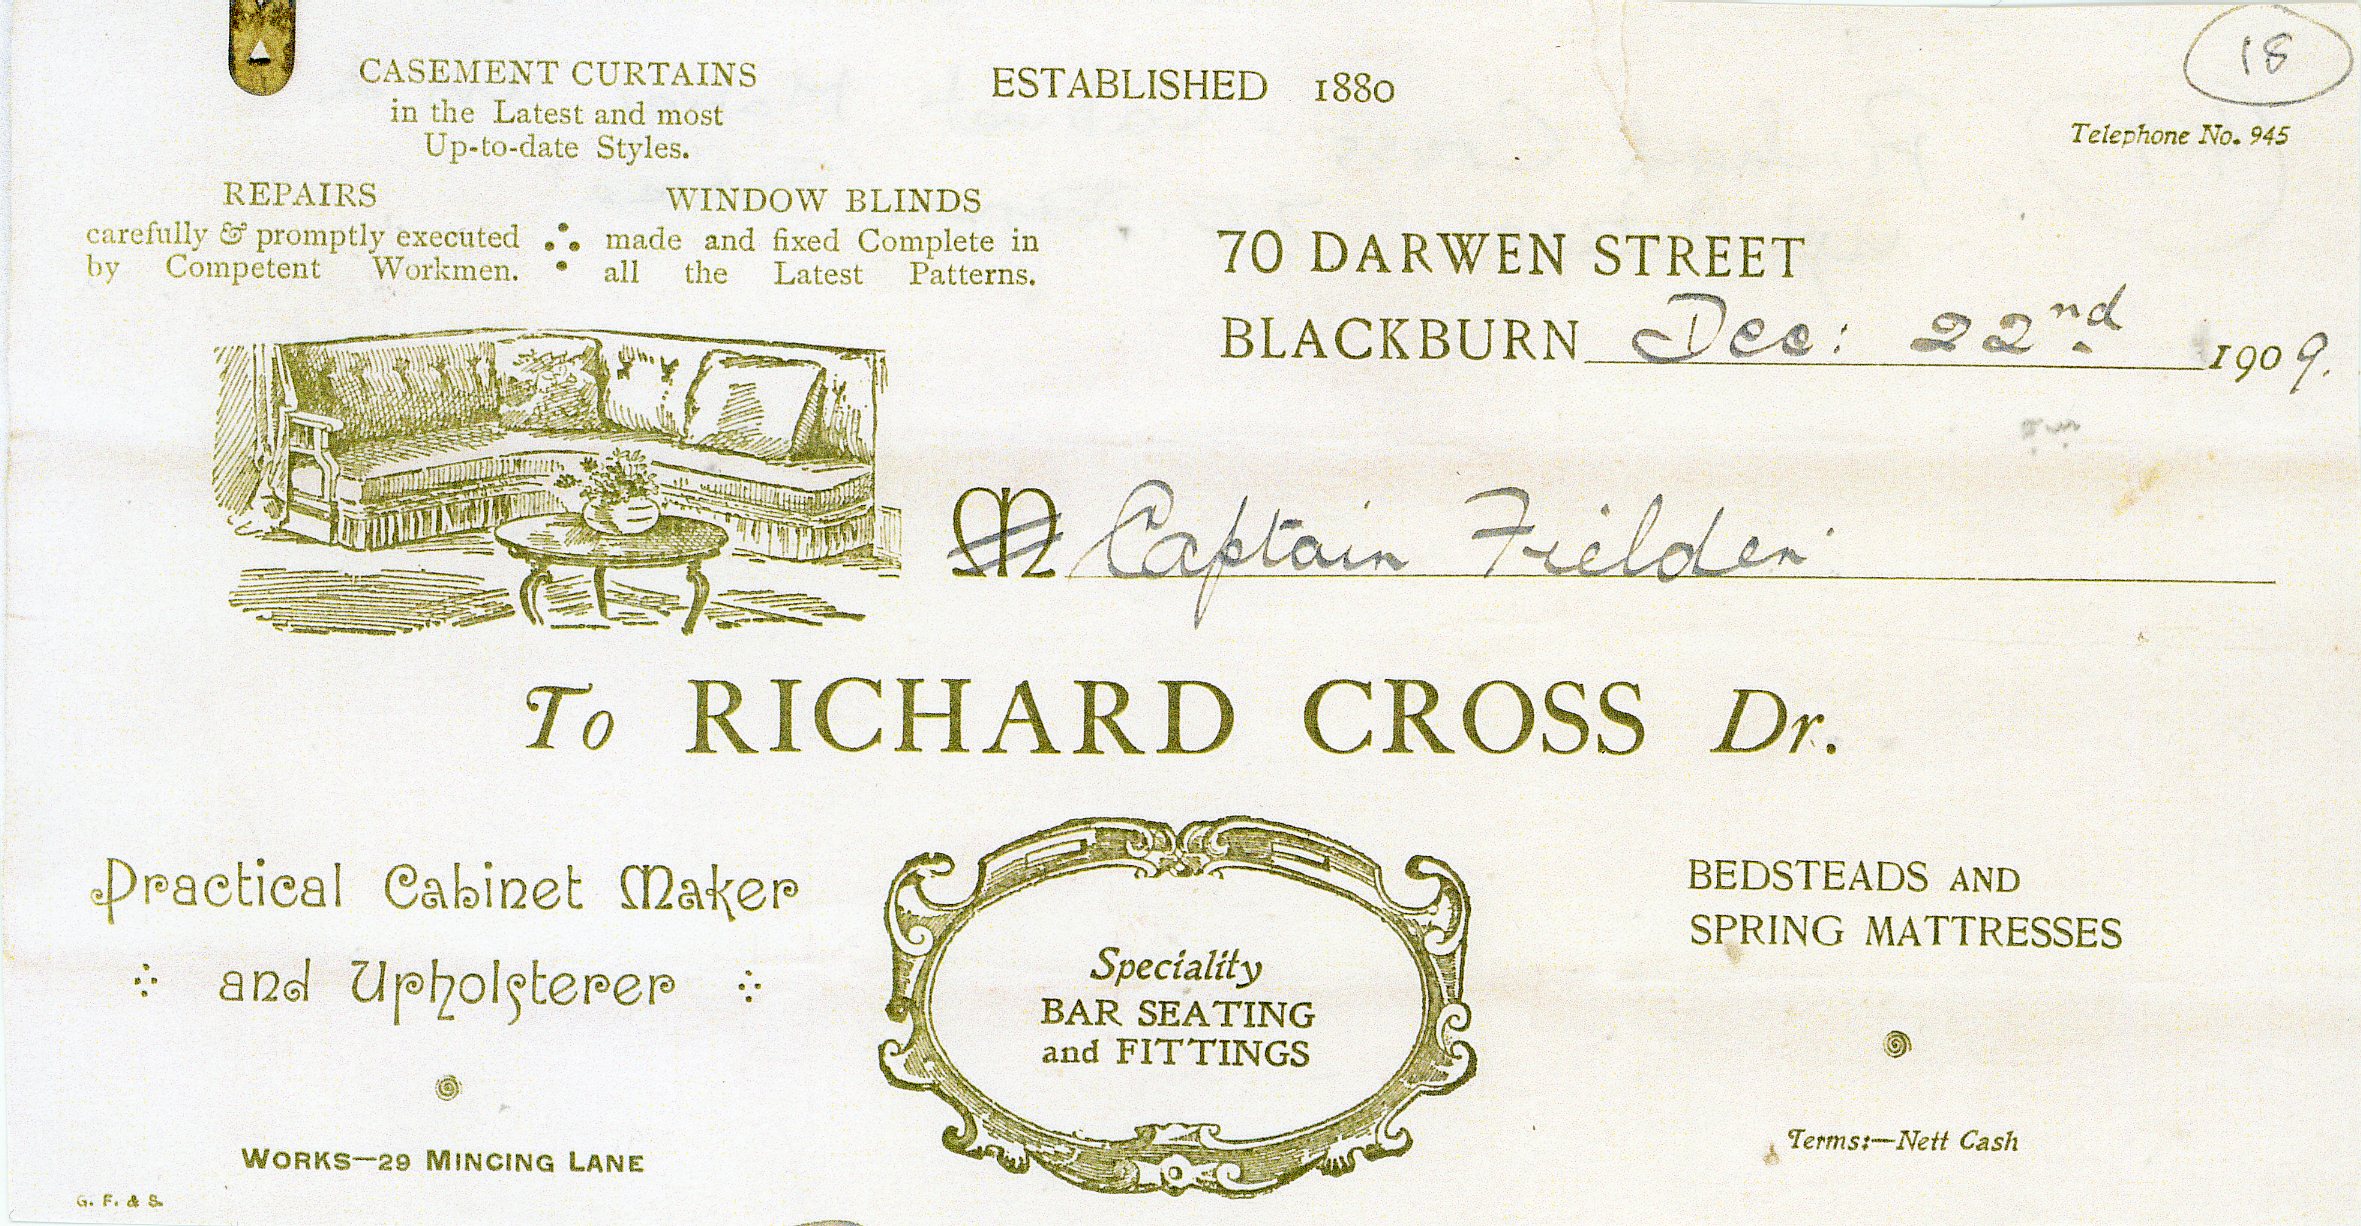 18
CASEMENT CURTAINS
in the Latest and most
Up-to-date Styles.
ESTABLISHED 1880
Telephone No. 945
REPAIRS
carefully & promptly executed
by Competent Workmen.
WINDOW BLINDS
made and fixed Complete in
all the Latest Patterns.
70 DARWEN STREET
BLACKBURN Dec: 22nd 1909.
M Captain Fielden
To RICHARD CROSS Dr.
Practical Cabinet Maker
and Upholsterer
Speciality
BAR SEATING
and FITTINGS
BEDSTEADS AND
SPRING MATTRESSES
WORKS—29 MINCING LANE
Terms:—Nett Cash
G. F. & S.